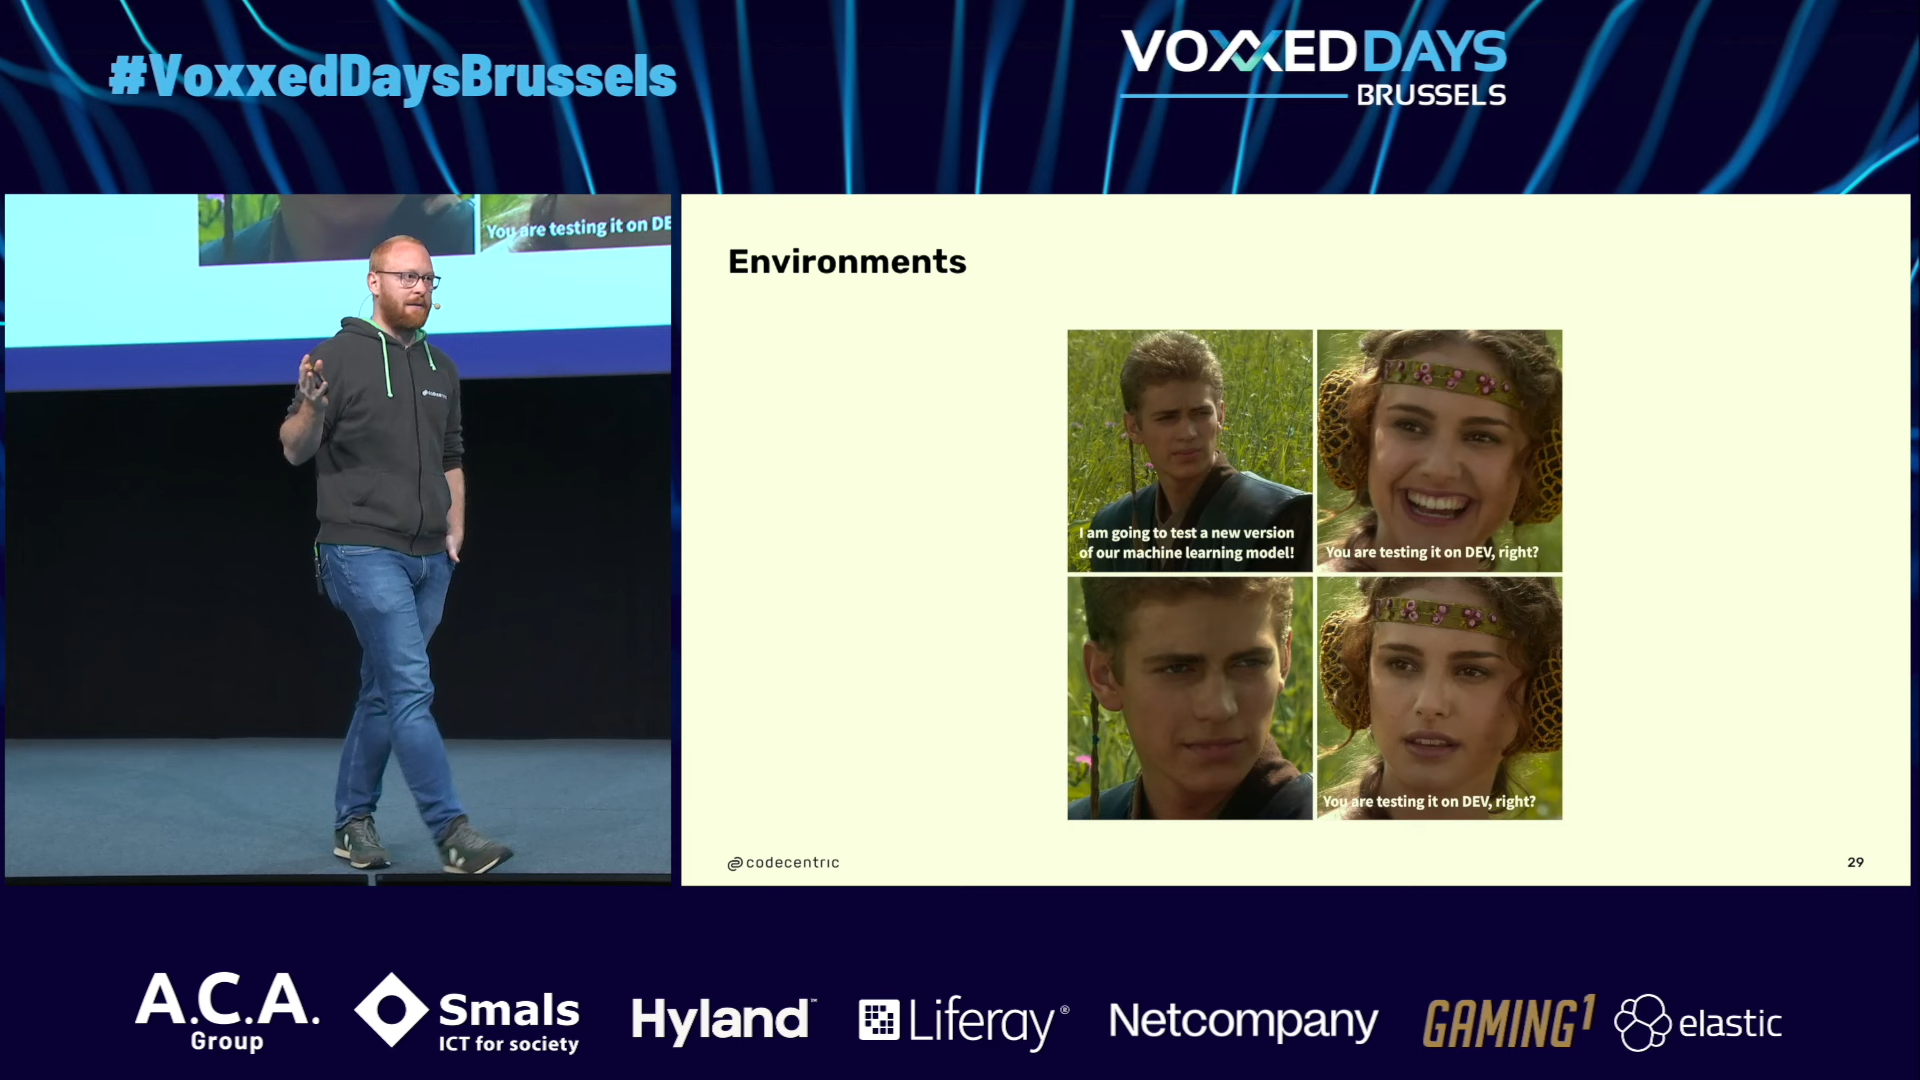 #VoxxedDaysBrussels
VOXXED DAYS
BRUSSELS
You are testing it on DE
codecentric
Environments
I am going to test a new version
of our machine learning model!
You are testing it on DEV, right?
You are testing it on DEV, right?
codecentric
29
A.C.A.
Group
Smals
ICT for society
Hyland™
Liferay®
Netcompany
GAMING1
elastic